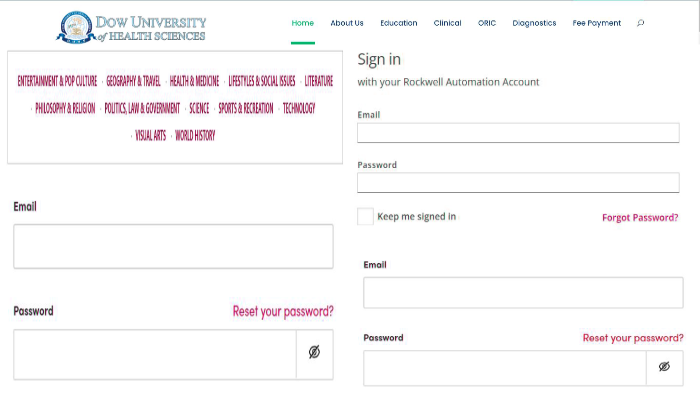 DOW UNIVERSITY
of HEALTH SCIENCES
Home About Us Education Clinical ORIC Diagnostics Fee Payment
ENTERTAINMENT & POP CULTURE · GEOGRAPHY & TRAVEL · HEALTH & MEDICINE · LIFESTYLES & SOCIAL ISSUES · LITERATURE
· PHILOSOPHY & RELIGION · POLITICS, LAW & GOVERNMENT · SCIENCE · SPORTS & RECREATION · TECHNOLOGY
· VISUAL ARTS · WORLD HISTORY
Email
Password Reset your password?
Sign in
with your Rockwell Automation Account
Email
Password
Keep me signed in Forgot Password?
Email
Password Reset your password?